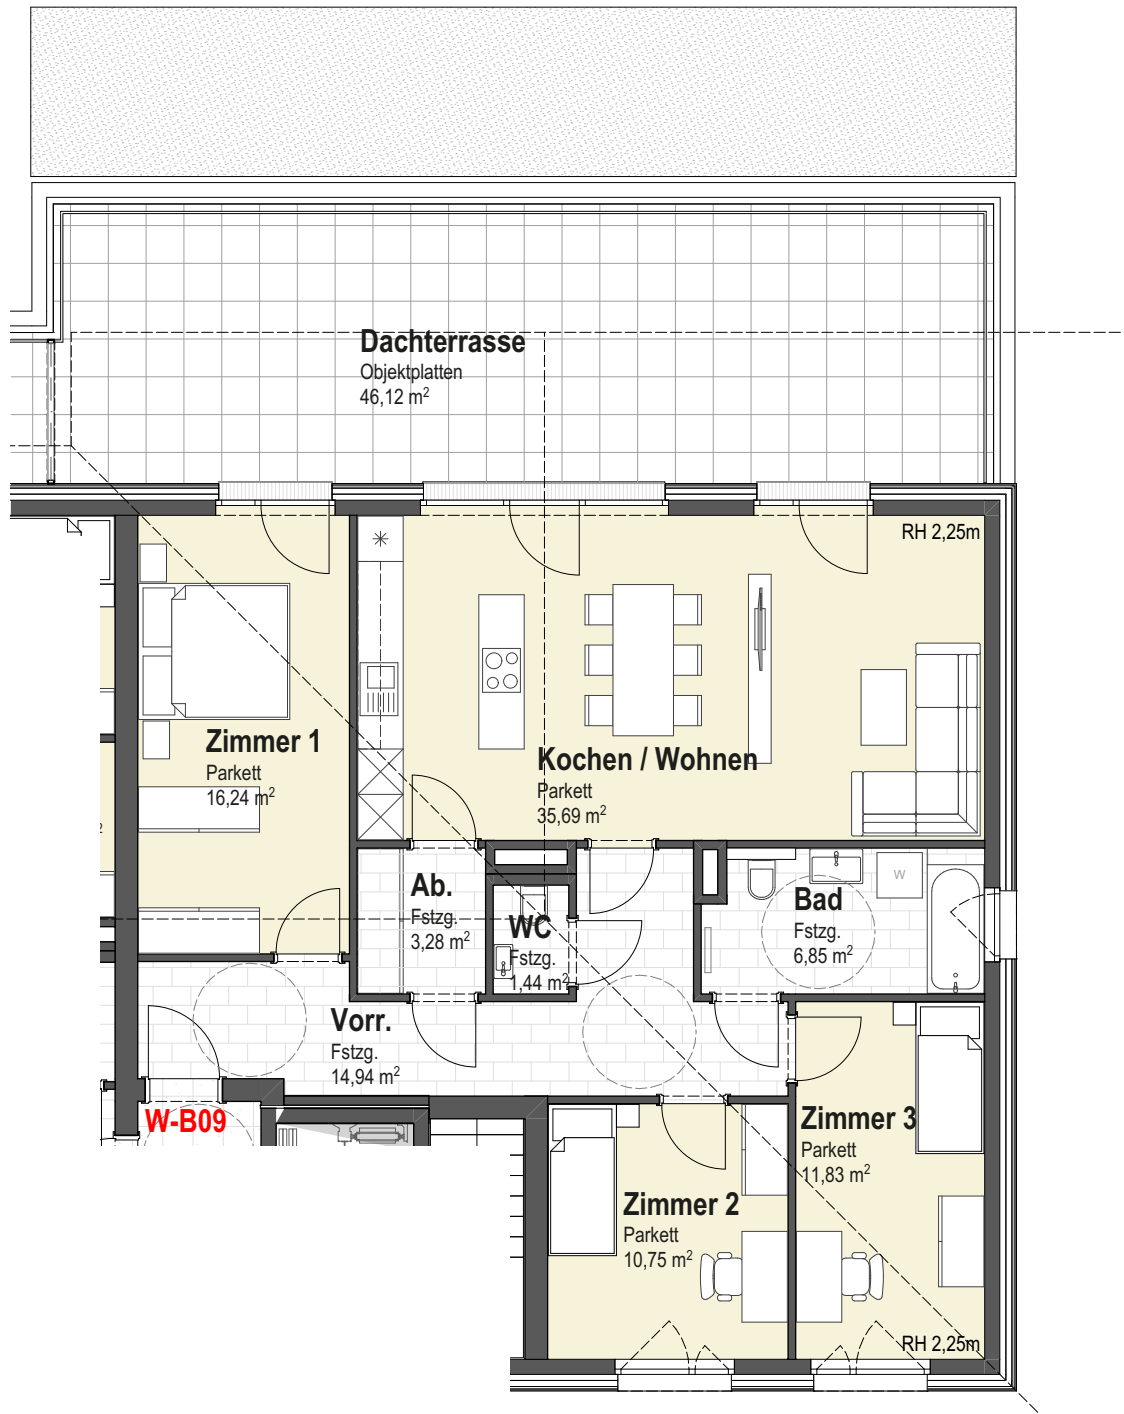 Dachterrasse
Objektplatten
46,12 m²
RH 2,25m
Zimmer 1
Parkett
16,24 m²
Kochen / Wohnen
Parkett
35,69 m²
Ab.
Fstzg.
3,28 m²
WC
Fstzg.
1,44 m²
W
Bad
Fstzg.
6,85 m²
Vorr.
Fstzg.
14,94 m²
W-B09
Zimmer 3
Parkett
11,83 m²
Zimmer 2
Parkett
10,75 m²
RH 2,25m